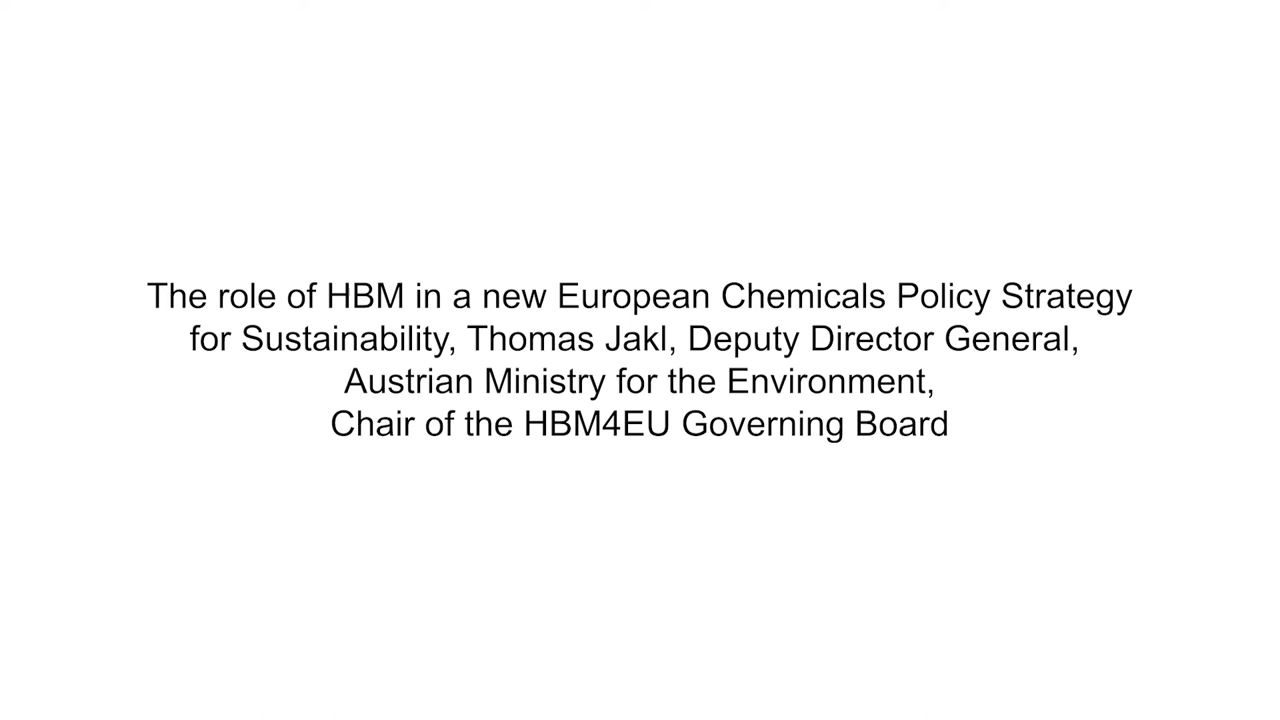 The role of HBM in a new European Chemicals Policy Strategy
for Sustainability, Thomas Jakl, Deputy Director General,
Austrian Ministry for the Environment,
Chair of the HBM4EU Governing Board